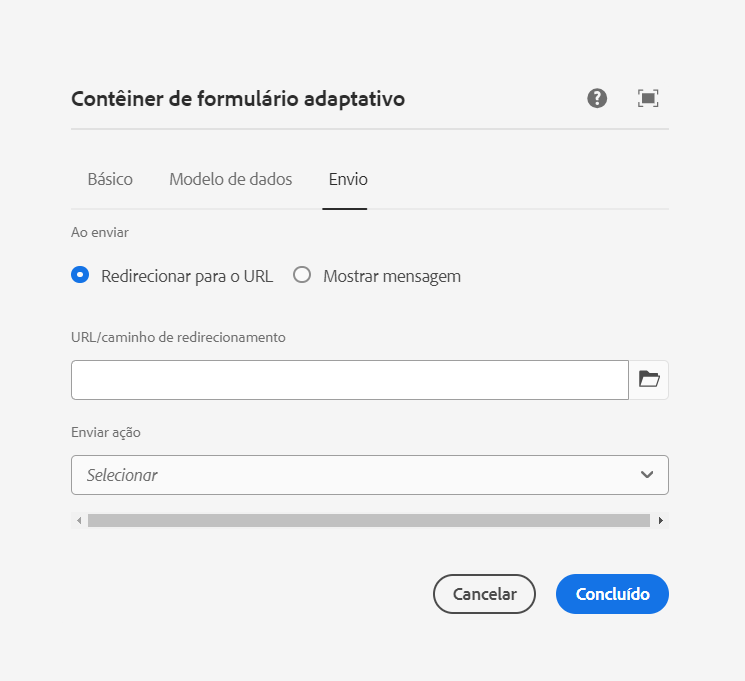 Contêiner de formulário adaptativo
Básico Modelo de dados Envio
Ao enviar
Redirecionar para o URL Mostrar mensagem
URL/caminho de redirecionamento
Enviar ação
Selecionar
Cancelar Concluído